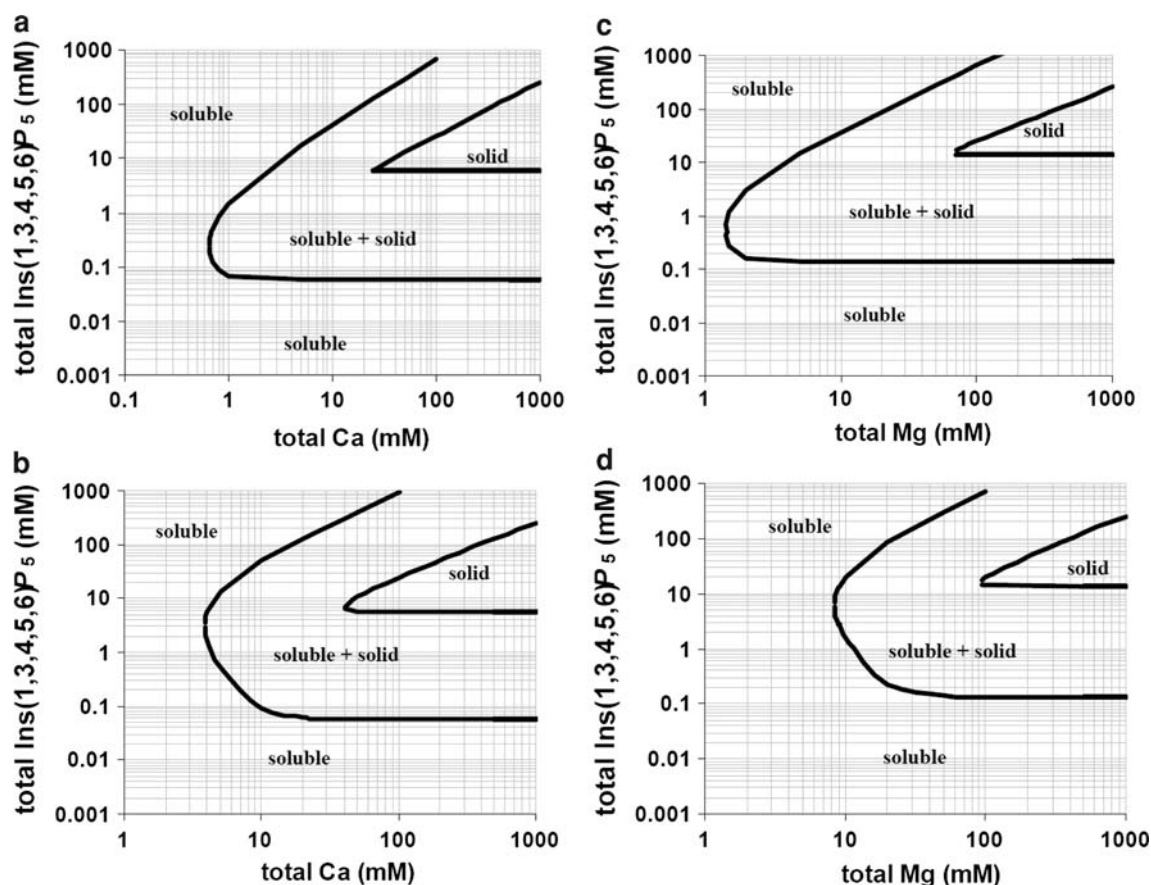 a
total Ins(1,3,4,5,6)P5 (mM)
1000
100
10
1
0.1
0.01
0.001
soluble
solid
soluble + solid
soluble
0.1 1 10 100 1000
total Ca (mM)
c
total Ins(1,3,4,5,6)P5 (mM)
1000
100
10
1
0.1
0.01
0.001
soluble
solid
soluble + solid
soluble
1 10 100 1000
total Mg (mM)
b
total Ins(1,3,4,5,6)P5 (mM)
1000
100
10
1
0.1
0.01
0.001
soluble
solid
soluble + solid
soluble
1 10 100 1000
total Ca (mM)
d
total Ins(1,3,4,5,6)P5 (mM)
1000
100
10
1
0.1
0.01
0.001
soluble
solid
soluble + solid
soluble
1 10 100 1000
total Mg (mM)